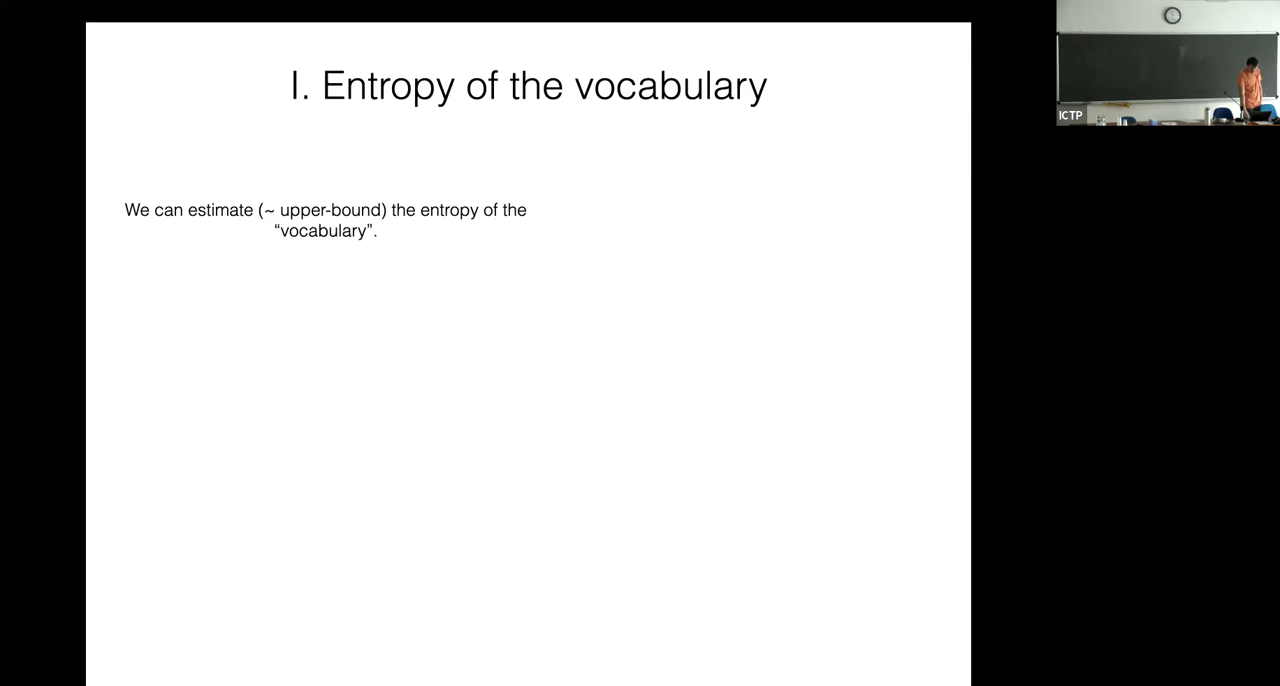 I. Entropy of the vocabulary
We can estimate (~ upper-bound) the entropy of the
“vocabulary”.
ICTP